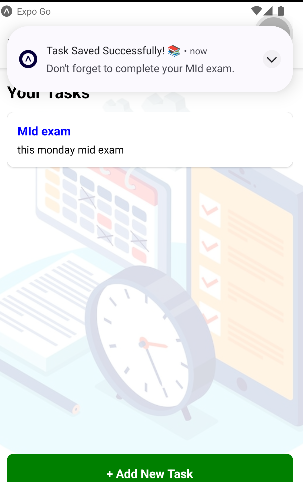 Expo Go
Task Saved Successfully! 📚 • now
Don't forget to complete your MId exam.
Your Tasks
MId exam
this monday mid exam
+ Add New Task